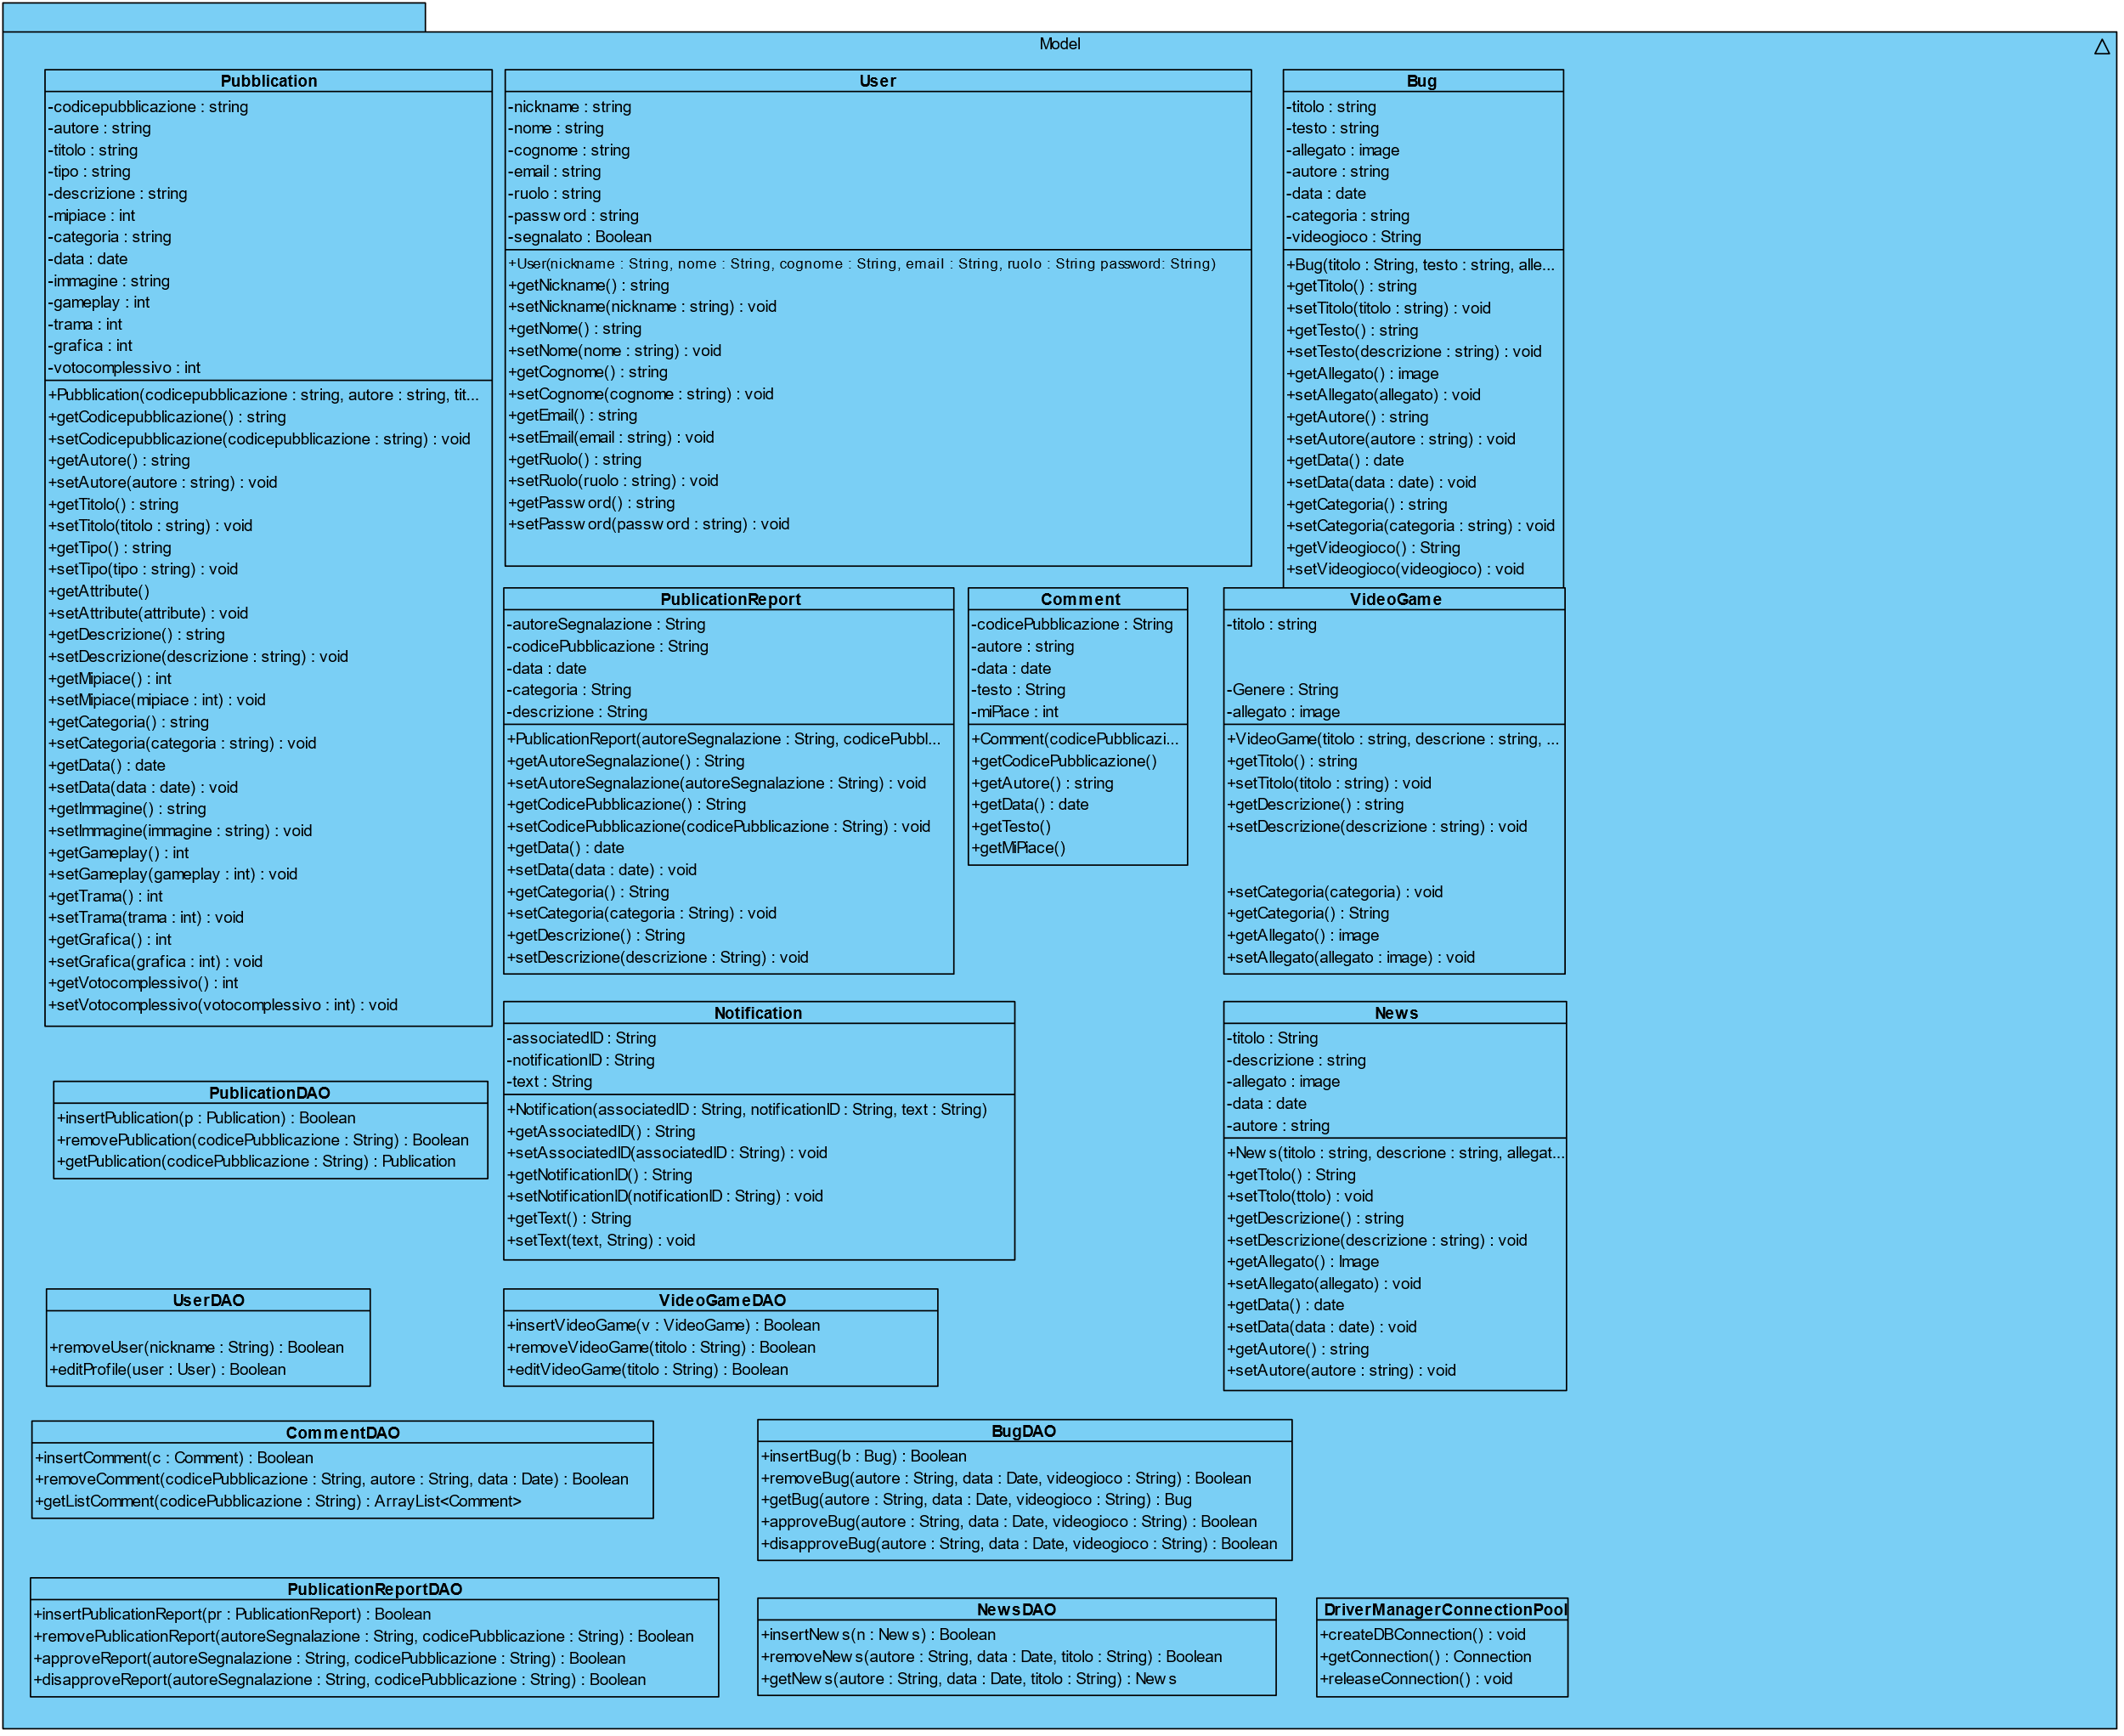 Model
Pubblication
-codicepubblicazione : string
-autore : string
-titolo : string
-tipo : string
-descrizione : string
-mipiace : int
-categoria : string
-data : date
-immagine : string
-gameplay : int
-trama : int
-grafica : int
-votocomplessivo : int
+Pubblication(codicepubblicazione : string, autore : string, tit...
+getCodicepubblicazione() : string
+setCodicepubblicazione(codicepubblicazione : string) : void
+getAutore() : string
+setAutore(autore : string) : void
+getTitolo() : string
+setTitolo(titolo : string) : void
+getTipo() : string
+setTipo(tipo : string) : void
+getAttribute()
+setAttribute(attribute) : void
+getDescrizione() : string
+setDescrizione(descrizione : string) : void
+getMipiace() : int
+setMipiace(mipiace : int) : void
+getCategoria() : string
+setCategoria(categoria : string) : void
+getData() : date
+setData(data : date) : void
+getImmagine() : string
+setImmagine(immagine : string) : void
+getGameplay() : int
+setGameplay(gameplay : int) : void
+getTrama() : int
+setTrama(trama : int) : void
+getGrafica() : int
+setGrafica(grafica : int) : void
+getVotocomplessivo() : int
+setVotocomplessivo(votocomplessivo : int) : void
User
-nickname : string
-nome : string
-cognome : string
-email : string
-ruolo : string
-password : string
-segnalato : Boolean
+User(nickname : String, nome : String, cognome : String, email : String, ruolo : String password: String)
+getNickname() : string
+setNickname(nickname : string) : void
+getNome() : string
+setNome(nome : string) : void
+getCognome() : string
+setCognome(cognome : string) : void
+getEmail() : string
+setEmail(email : string) : void
+getRuolo() : string
+setRuolo(ruolo : string) : void
+getPassword() : string
+setPassword(password : string) : void
Bug
-titolo : string
-testo : string
-allegato : image
-autore : string
-data : date
-categoria : string
-videogioco : String
+Bug(titolo : String, testo : string, alle...
+getTitolo() : string
+setTitolo(titolo : string) : void
+getTesto() : string
+setTesto(descrizione : string) : void
+getAllegato() : image
+setAllegato(allegato) : void
+getAutore() : string
+setAutore(autore : string) : void
+getData() : date
+setData(data : date) : void
+getCategoria() : string
+setCategoria(categoria : string) : void
+getVideogioco() : String
+setVideogioco(videogioco) : void
PublicationReport
-autoreSegnalazione : String
-codicePubblicazione : String
-data : date
-categoria : String
-descrizione : String
+PublicationReport(autoreSegnalazione : String, codicePubbl...
+getAutoreSegnalazione() : String
+setAutoreSegnalazione(autoreSegnalazione : String) : void
+getCodicePubblicazione() : String
+setCodicePubblicazione(codicePubblicazione : String) : void
+getData() : date
+setData(data : date) : void
+getCategoria() : String
+setCategoria(categoria : String) : void
+getDescrizione() : String
+setDescrizione(descrizione : String) : void
Comment
-codicePubblicazione : String
-autore : string
-data : date
-testo : String
-miPiace : int
+Comment(codicePubblicazi...
+getCodicePubblicazione()
+getAutore() : string
+getData() : date
+getTesto()
+getMiPiace()
VideoGame
-titolo : string
-Genere : String
-allegato : image
+VideoGame(titolo : string, descrione : string, ...
+getTitolo() : string
+setTitolo(titolo : string) : void
+getDescrizione() : string
+setDescrizione(descrizione : string) : void
+setCategoria(categoria) : void
+getCategoria() : String
+getAllegato() : image
+setAllegato(allegato : image) : void
Notification
-associatedID : String
-notificationID : String
-text : String
+Notification(associatedID : String, notificationID : String, text : String)
+getAssociatedID() : String
+setAssociatedID(associatedID : String) : void
+getNotificationID() : String
+setNotificationID(notificationID : String) : void
+getText() : String
+setText(text, String) : void
News
-titolo : String
-descrizione : string
-allegato : image
-data : date
-autore : string
+News(titolo : string, descrione : string, allegat...
+getTtolo() : String
+setTtolo(ttolo) : void
+getDescrizione() : string
+setDescrizione(descrizione : string) : void
+getAllegato() : Image
+setAllegato(allegato) : void
+getData() : date
+setData(data : date) : void
+getAutore() : string
+setAutore(autore : string) : void
PublicationDAO
+insertPublication(p : Publication) : Boolean
+removePublication(codicePubblicazione : String) : Boolean
+getPublication(codicePubblicazione : String) : Publication
UserDAO
+removeUser(nickname : String) : Boolean
+editProfile(user : User) : Boolean
VideoGameDAO
+insertVideoGame(v : VideoGame) : Boolean
+removeVideoGame(titolo : String) : Boolean
+editVideoGame(titolo : String) : Boolean
CommentDAO
+insertComment(c : Comment) : Boolean
+removeComment(codicePubblicazione : String, autore : String, data : Date) : Boolean
+getListComment(codicePubblicazione : String) : ArrayList<Comment>
BugDAO
+insertBug(b : Bug) : Boolean
+removeBug(autore : String, data : Date, videogioco : String) : Boolean
+getBug(autore : String, data : Date, videogioco : String) : Bug
+approveBug(autore : String, data : Date, videogioco : String) : Boolean
+disapproveBug(autore : String, data : Date, videogioco : String) : Boolean
PublicationReportDAO
+insertPublicationReport(pr : PublicationReport) : Boolean
+removePublicationReport(autoreSegnalazione : String, codicePubblicazione : String) : Boolean
+approveReport(autoreSegnalazione : String, codicePubblicazione : String) : Boolean
+disapproveReport(autoreSegnalazione : String, codicePubblicazione : String) : Boolean
NewsDAO
+insertNews(n : News) : Boolean
+removeNews(autore : String, data : Date, titolo : String) : Boolean
+getNews(autore : String, data : Date, titolo : String) : News
DriverManagerConnectionPool
+createDBConnection() : void
+getConnection() : Connection
+releaseConnection() : void